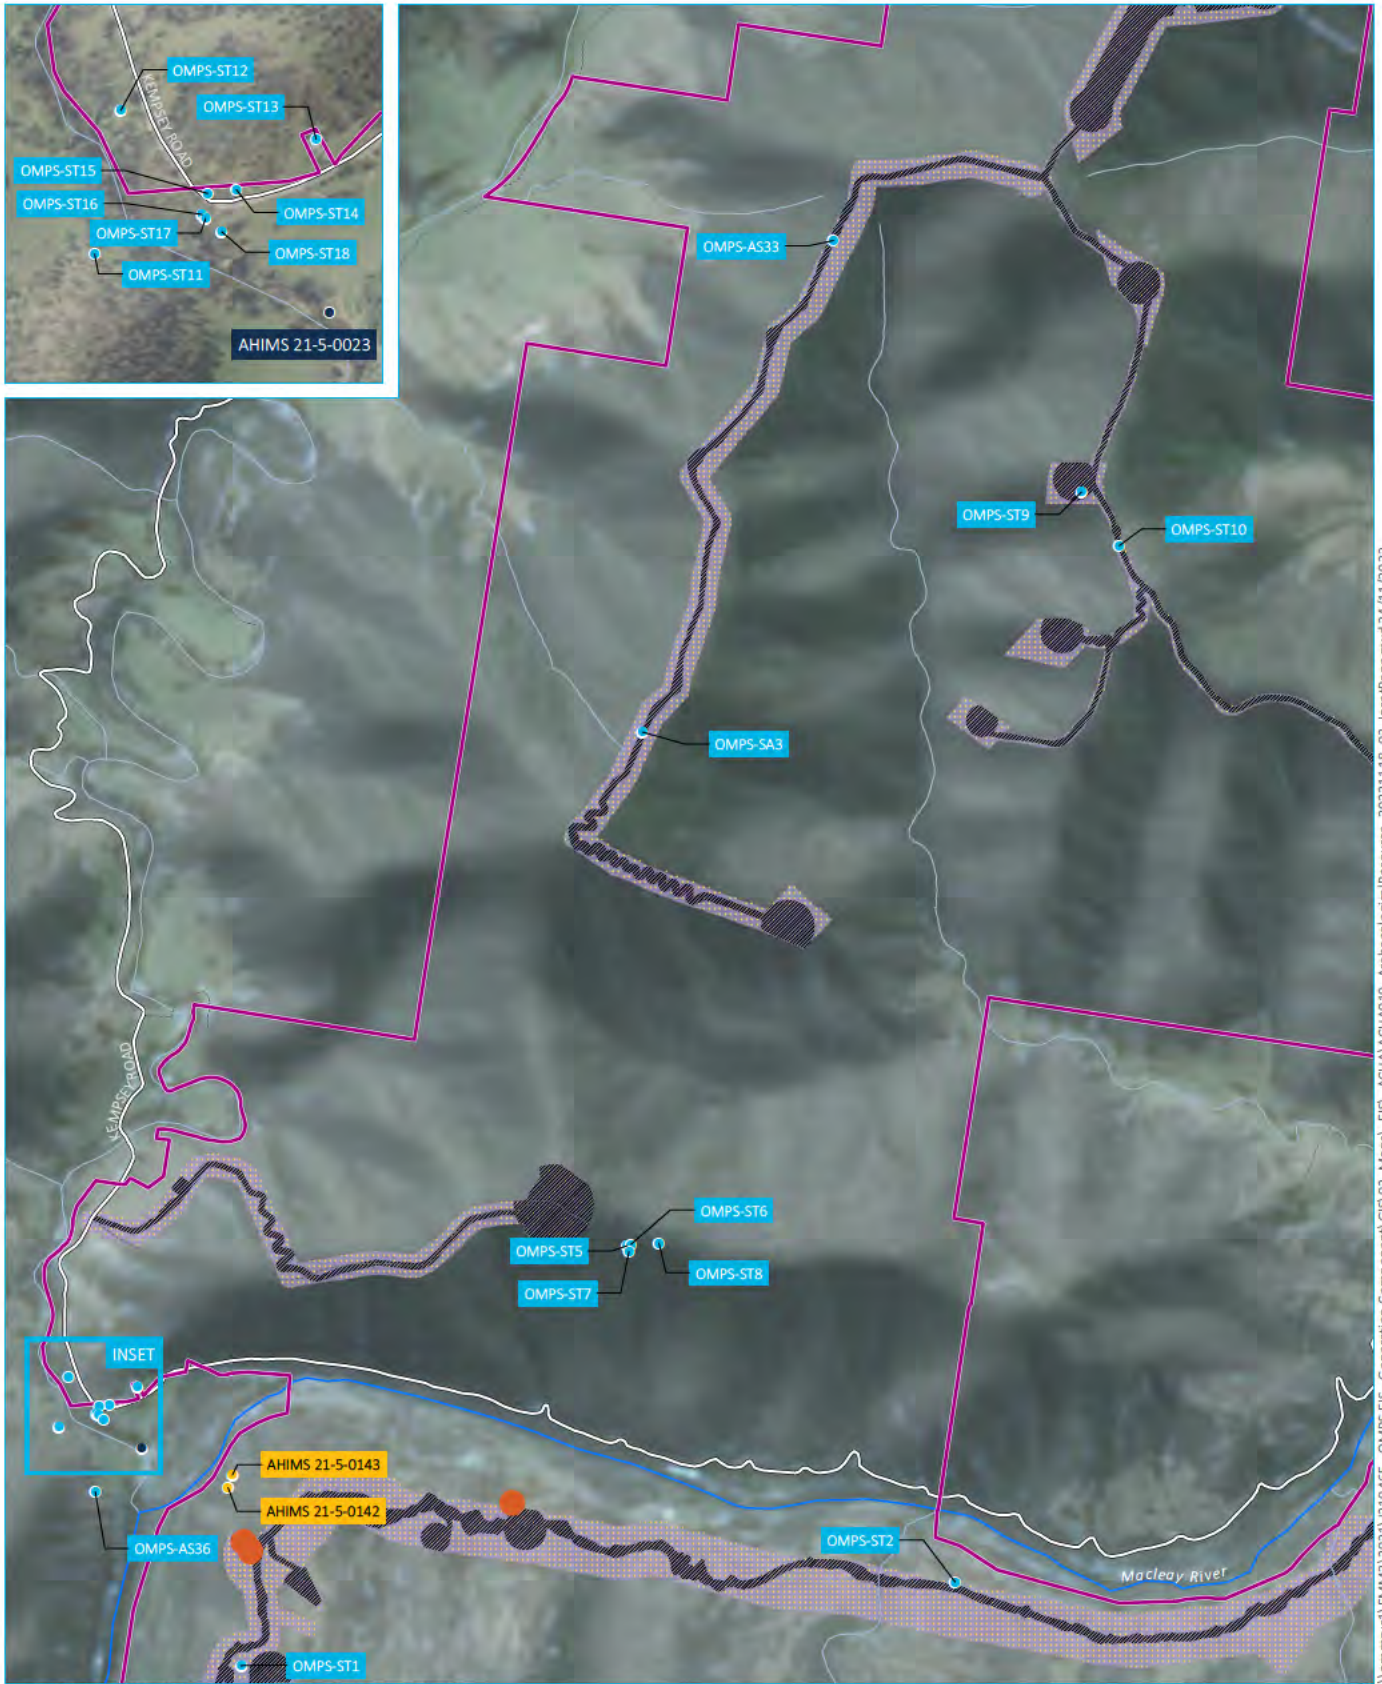 OMPS-ST12
OMPS-ST13
KEMPSEY ROAD
OMPS-ST15
OMPS-ST16
OMPS-ST14
OMPS-ST17
OMPS-ST18
OMPS-ST11
AHIMS 21-5-0023
OMPS-AS33
OMPS-ST9
OMPS-ST10
OMPS-SA3
KEMPSEY ROAD
OMPS-ST6
OMPS-ST5
OMPS-ST8
OMPS-ST7
INSET
AHIMS 21-5-0143
AHIMS 21-5-0142
OMPS-ST2
OMPS-AS36
Macleay River
OMPS-ST1